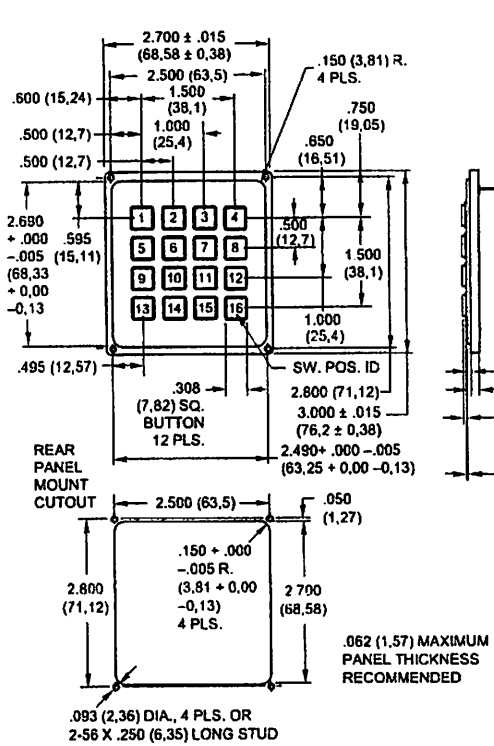 2.700 ± .015
(68,58 ± 0,38)
2.500 (63,5)
.150 (3,81) R.
4 PLS.
.600 (15,24)
1.500
(38,1)
.750
(19,05)
.500 (12,7)
1.000
(25,4)
.650
(16,51)
.500 (12,7)
1 2 3 4
5 6 7 8
9 10 11 12
13 14 15 16
2.680
+ .000
–.005
(68,33
+ 0,00
–0,13
.595
(15,11)
.500
(12,7)
1.500
(38,1)
1.000
(25,4)
.495 (12,57)
SW. POS. ID
.308
(7,82) SQ.
BUTTON
12 PLS.
2.800 (71,12)
3.000 ± .015
(76,2 ± 0,38)
2.490+ .000 –.005
(63,25 + 0,00 –0,13)
REAR
PANEL
MOUNT
CUTOUT
2.500 (63,5)
.050
(1,27)
.150 + .000
–.005 R.
(3,81 + 0,00
–0,13)
4 PLS.
2.800
(71,12)
2.700
(68,58)
.062 (1,57) MAXIMUM
PANEL THICKNESS
RECOMMENDED
.093 (2,36) DIA., 4 PLS. OR
2-56 X .250 (6,35) LONG STUD